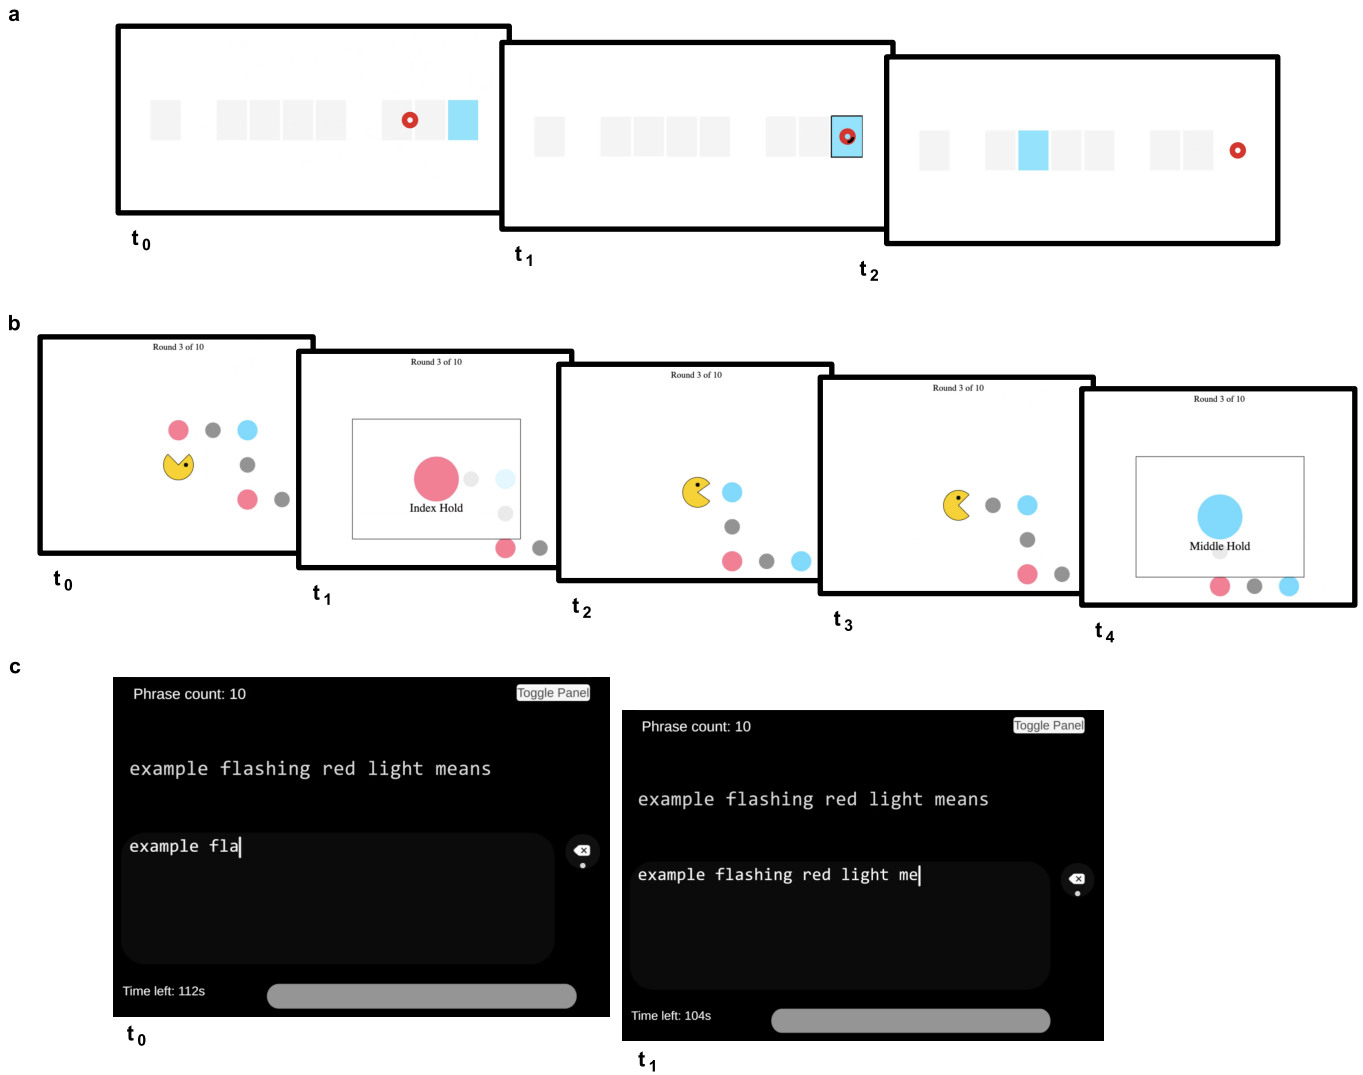 a
t0
t1
t2
b
Round 3 of 10
Round 3 of 10
Index Hold
Round 3 of 10
Round 3 of 10
Round 3 of 10
Middle Hold
t0
t1
t2
t3
t4
c
Phrase count: 10
Toggle Panel
example flashing red light means
example fla
Time left: 112s
t0
Phrase count: 10
Toggle Panel
example flashing red light means
example flashing red light me
Time left: 104s
t1